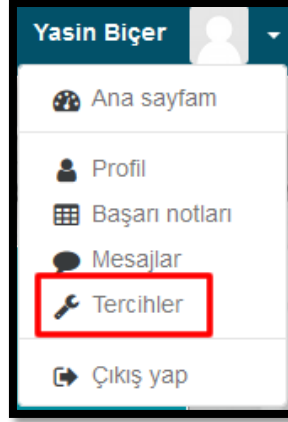 Yasin Biçer
Ana sayfam
Profil
Başarı notları
Mesajlar
Tercihler
Çıkış yap